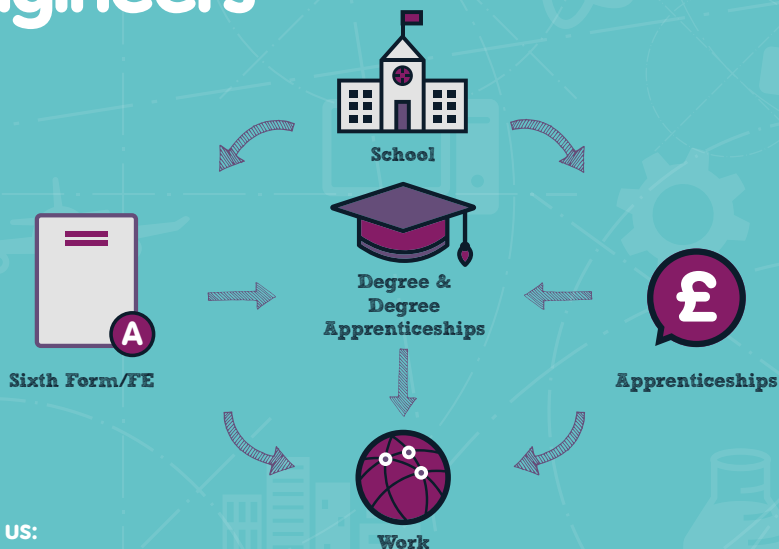 School
Degree &
Degree
Apprenticeships
A
£
Sixth Form/FE
Apprenticeships
us:
Work